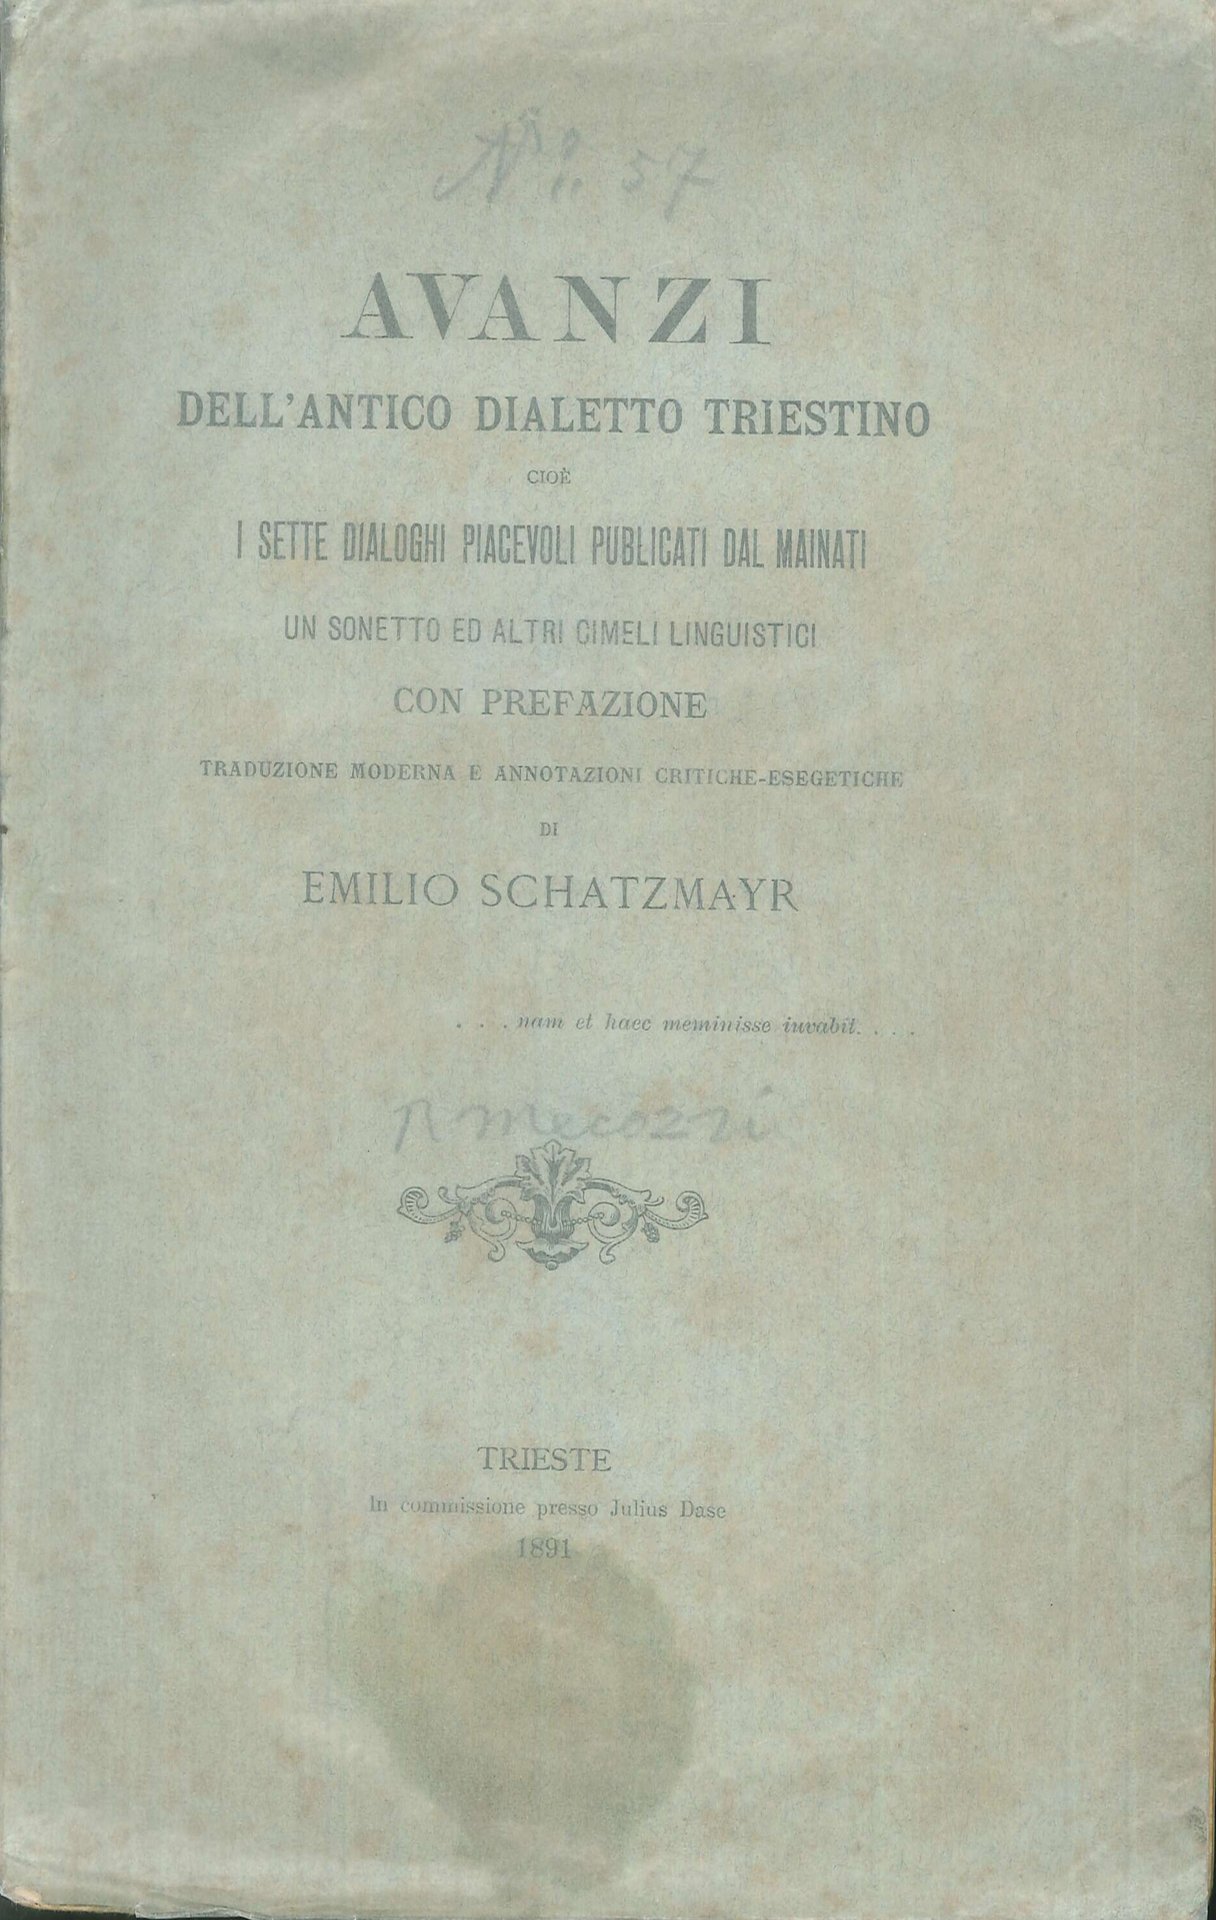 No. 57
AVANZI
DELL'ANTICO DIALETTO TRIESTINO
CIOÈ
I SETTE DIALOGHI PIACEVOLI PUBLICATI DAL MAINATI
UN SONETTO ED ALTRI CIMELI LINGUISTICI
CON PREFAZIONE
TRADUZIONE MODERNA E ANNOTAZIONI CRITICHE-ESEGETICHE
DI
EMILIO SCHATZMAYR
. . . nam et haec meminisse iuvabit. . . .
R Mecozzi
TRIESTE
In commissione presso Julius Dase
1891